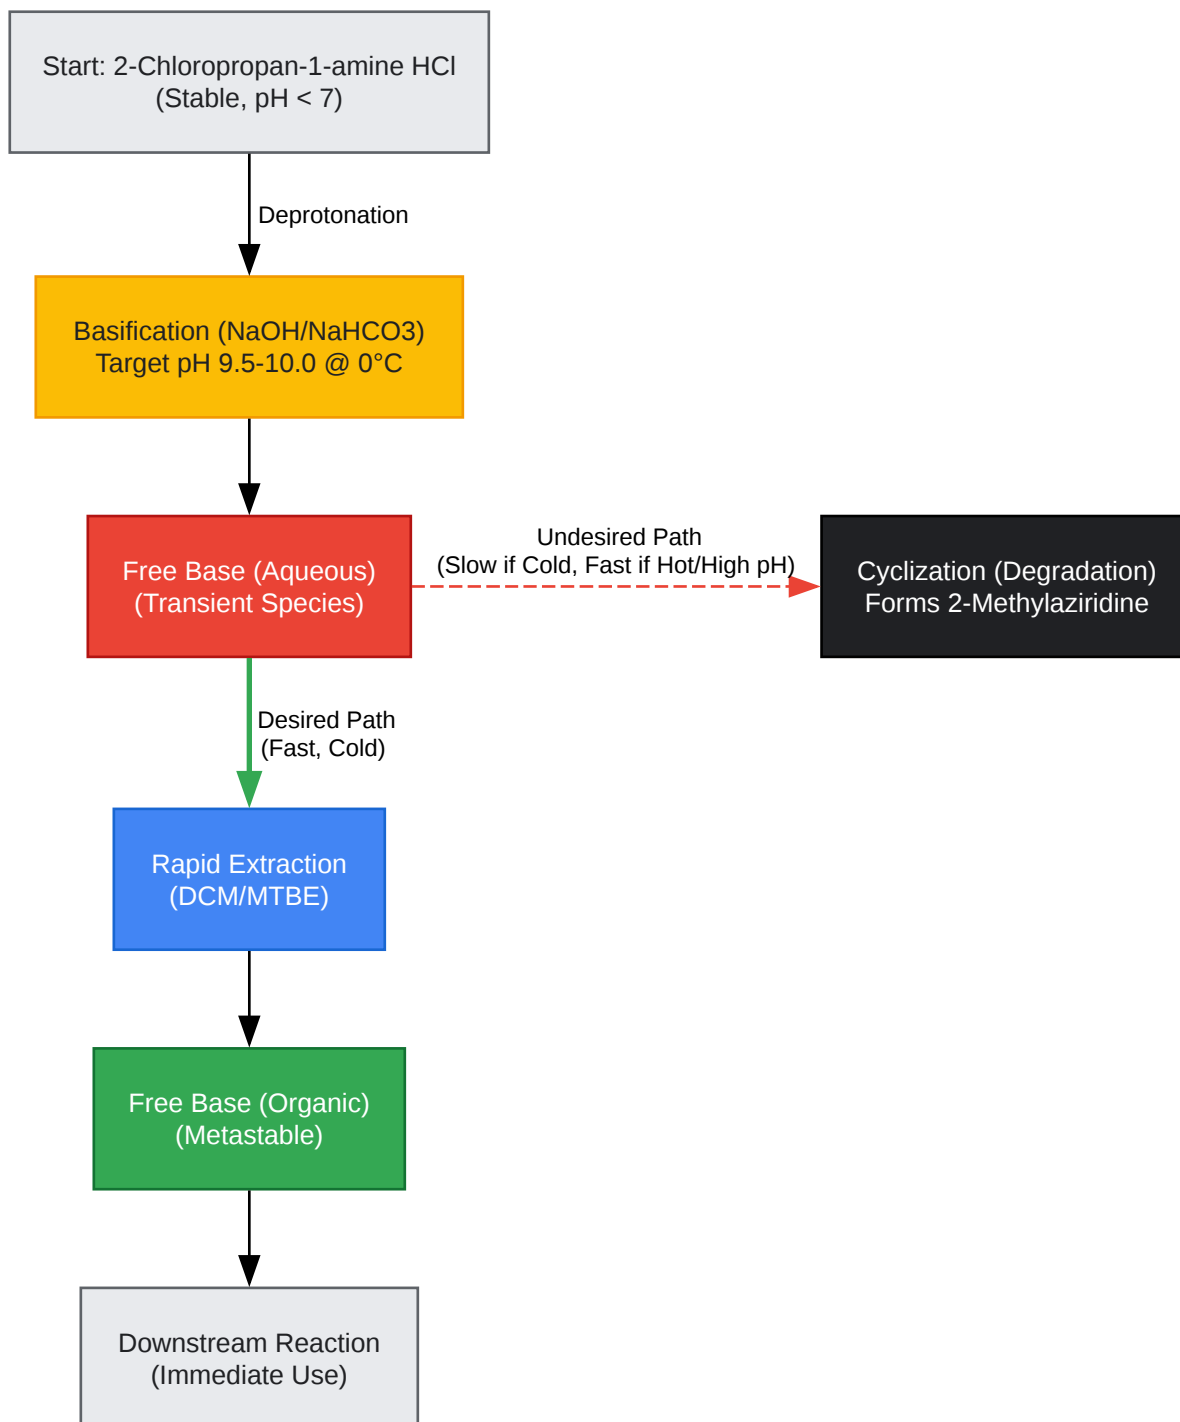 Start: 2-Chloropropan-1-amine HCl
(Stable, pH < 7)
Deprotonation
Basification (NaOH/NaHCO3)
Target pH 9.5-10.0 @ 0°C
Free Base (Aqueous)
(Transient Species)
Undesired Path
(Slow if Cold, Fast if Hot/High pH)
Cyclization (Degradation)
Forms 2-Methylaziridine
Desired Path
(Fast, Cold)
Rapid Extraction
(DCM/MTBE)
Free Base (Organic)
(Metastable)
Downstream Reaction
(Immediate Use)